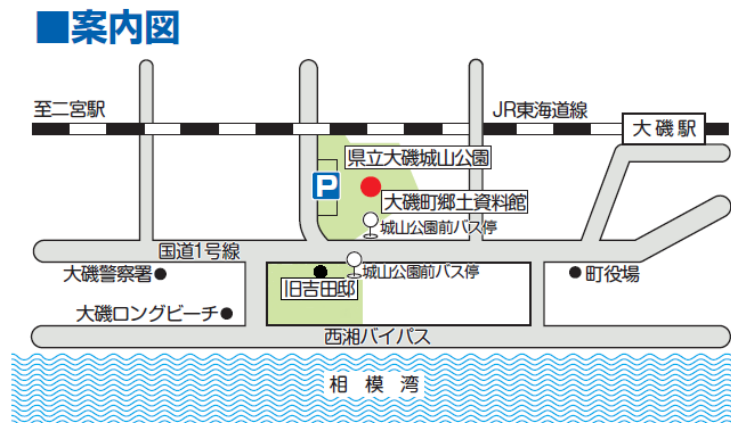 ■案内図
至二宮駅
JR東海道線
大磯駅
県立大磯城山公園
P
大磯町郷土資料館
城山公園前バス停
国道1号線
大磯警察署
城山公園前バス停
町役場
旧吉田邸
大磯ロングビーチ
西湘バイパス
相模湾